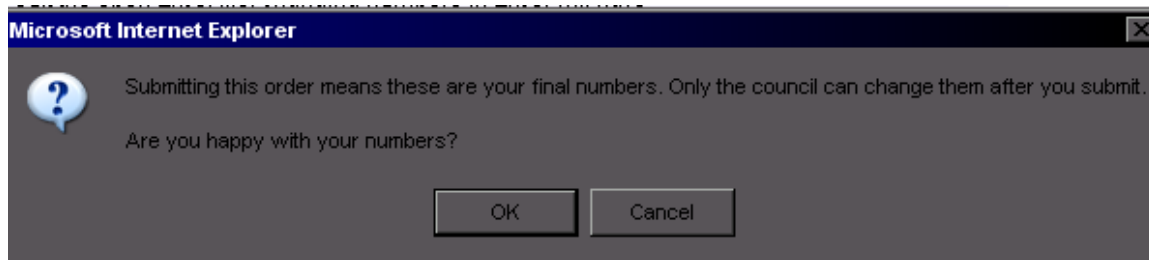 Microsoft Internet Explorer
Submitting this order means these are your final numbers. Only the council can change them after you submit.
Are you happy with your numbers?
OK
Cancel